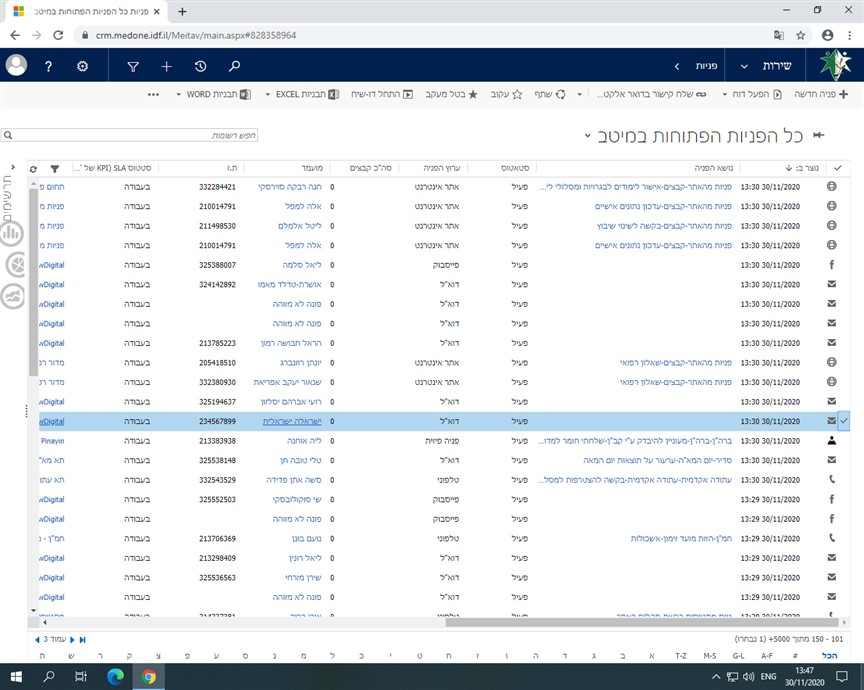 פניות כל הפניות הפתוחות במיטב
crm.medone.idf.il/Meitav/main.aspx#828358964
שירות
פניות
פניה חדשה
הפעל דוח
שלח קישור בדואר אלקט...
שתף
עקוב
בטל מעקב
התחל דו-שיח
תבניות EXCEL
תבניות WORD
כל הפניות הפתוחות במיטב
חפש רשומות
תרשימים
נוצר ב: נושא הפניה סטאטוס ערוץ הפניה סה"כ קבצים מועמד ת.ז סטטוס SLA (KPI של '...
30/11/2020 13:30 פניות מהאתר-קבצים-אישור לימודים לבגרויות ומסלולי לי... פעיל אתר אינטרנט 0 חנה רבקה סוירסקי 332284421 בעבודה תחום פ
30/11/2020 13:30 פניות מהאתר-קבצים-עדכון נתונים אישיים פעיל אתר אינטרנט 0 אלה למפל 210014791 בעבודה פניות מ
30/11/2020 13:30 פניות מהאתר-קבצים-בקשה לשינוי שיבוץ פעיל אתר אינטרנט 0 ליטל אלמלם 211498530 בעבודה פניות מ
30/11/2020 13:30 פניות מהאתר-קבצים-עדכון נתונים אישיים פעיל אתר אינטרנט 0 אלה למפל 210014791 בעבודה פניות מ
30/11/2020 13:30 פעיל פייסבוק 0 ליאל סלמה 325388007 בעבודה wDigital
30/11/2020 13:30 פעיל דוא"ל 0 אושרת-טדלד מאמו 324142892 בעבודה wDigital
30/11/2020 13:30 פעיל דוא"ל 0 פונה לא מזוהה בעבודה wDigital
30/11/2020 13:30 פעיל דוא"ל 0 פונה לא מזוהה בעבודה wDigital
30/11/2020 13:30 פעיל דוא"ל 0 הראל חבושה רמון 213785223 בעבודה wDigital
30/11/2020 13:30 פניות מהאתר-קבצים-שאלון רפואי פעיל אתר אינטרנט 0 יונתן רוזנברג 205418510 בעבודה מדור רפ
30/11/2020 13:30 פניות מהאתר-קבצים-שאלון רפואי פעיל אתר אינטרנט 0 שנאור יעקב אפריאת 332380930 בעבודה מדור רפ
30/11/2020 13:30 פעיל דוא"ל 0 רועי אברהם יסלזון 325194637 בעבודה wDigital
30/11/2020 13:30 פעיל דוא"ל 0 ישראלה ישראלית 234567899 בעבודה wDigital
30/11/2020 13:30 ברה"ן-ברה"ן-מעוניין להיבדק ע"י קב"ן-שלחתי חומר למדו... פעיל פניה פיזית 0 ליה אוחנה 213383938 בעבודה Pinayin
30/11/2020 13:30 סדיר-יום המא"ה-ערעור על תוצאות יום המאה פעיל דוא"ל 0 טלי טובה חן 325538148 בעבודה תא מא"
30/11/2020 13:30 עתודה אקדמית-עתודה אקדמית-בקשה להצטרפות למסל... פעיל טלפוני 0 סשה אתן פדידה 332543529 בעבודה תא עתו
30/11/2020 13:29 פעיל פייסבוק 0 שי סוקולובסקי 325552503 בעבודה wDigital
30/11/2020 13:29 פעיל פייסבוק 0 פונה לא מזוהה בעבודה wDigital
30/11/2020 13:29 חמ"ן-הזזת מועד זימון-אשכולות פעיל טלפוני 0 נועם בוגן 213706369 בעבודה חמ"ן - מ
30/11/2020 13:29 פעיל דוא"ל 0 ליאל רונין 213298409 בעבודה wDigital
30/11/2020 13:29 פעיל דוא"ל 0 שירן מזרחי 325536563 בעבודה wDigital
30/11/2020 13:29 פעיל דוא"ל 0 פונה לא מזוהה בעבודה wDigital
101 - 150 מתוך 5000+ (1 נבחרו)
עמוד 3
הכל # A-F G-L M-S T-Z א ב ג ד ה ו ז ח ט י כ ל מ נ ס ע פ צ ק ר ש ת
ENG
13:47
30/11/2020